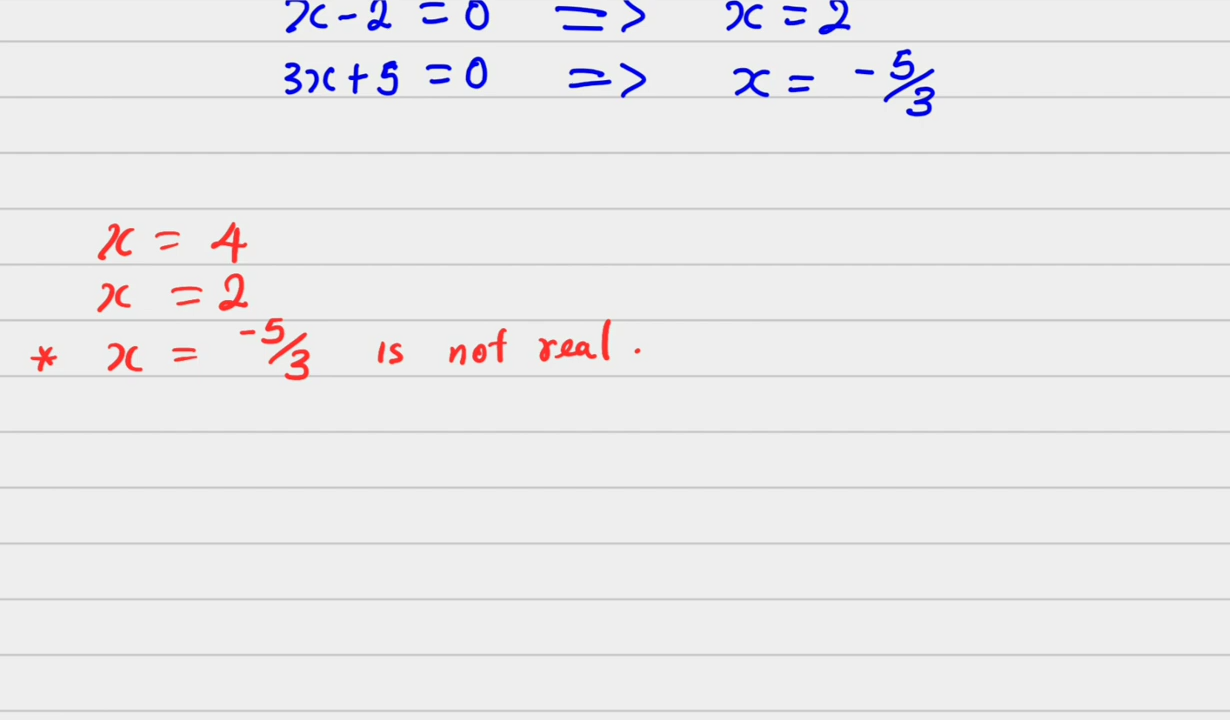 x - 2 = 0 => x = 2
3x + 5 = 0 => x = -5/3
x = 4
x = 2
* x = -5/3 is not real.